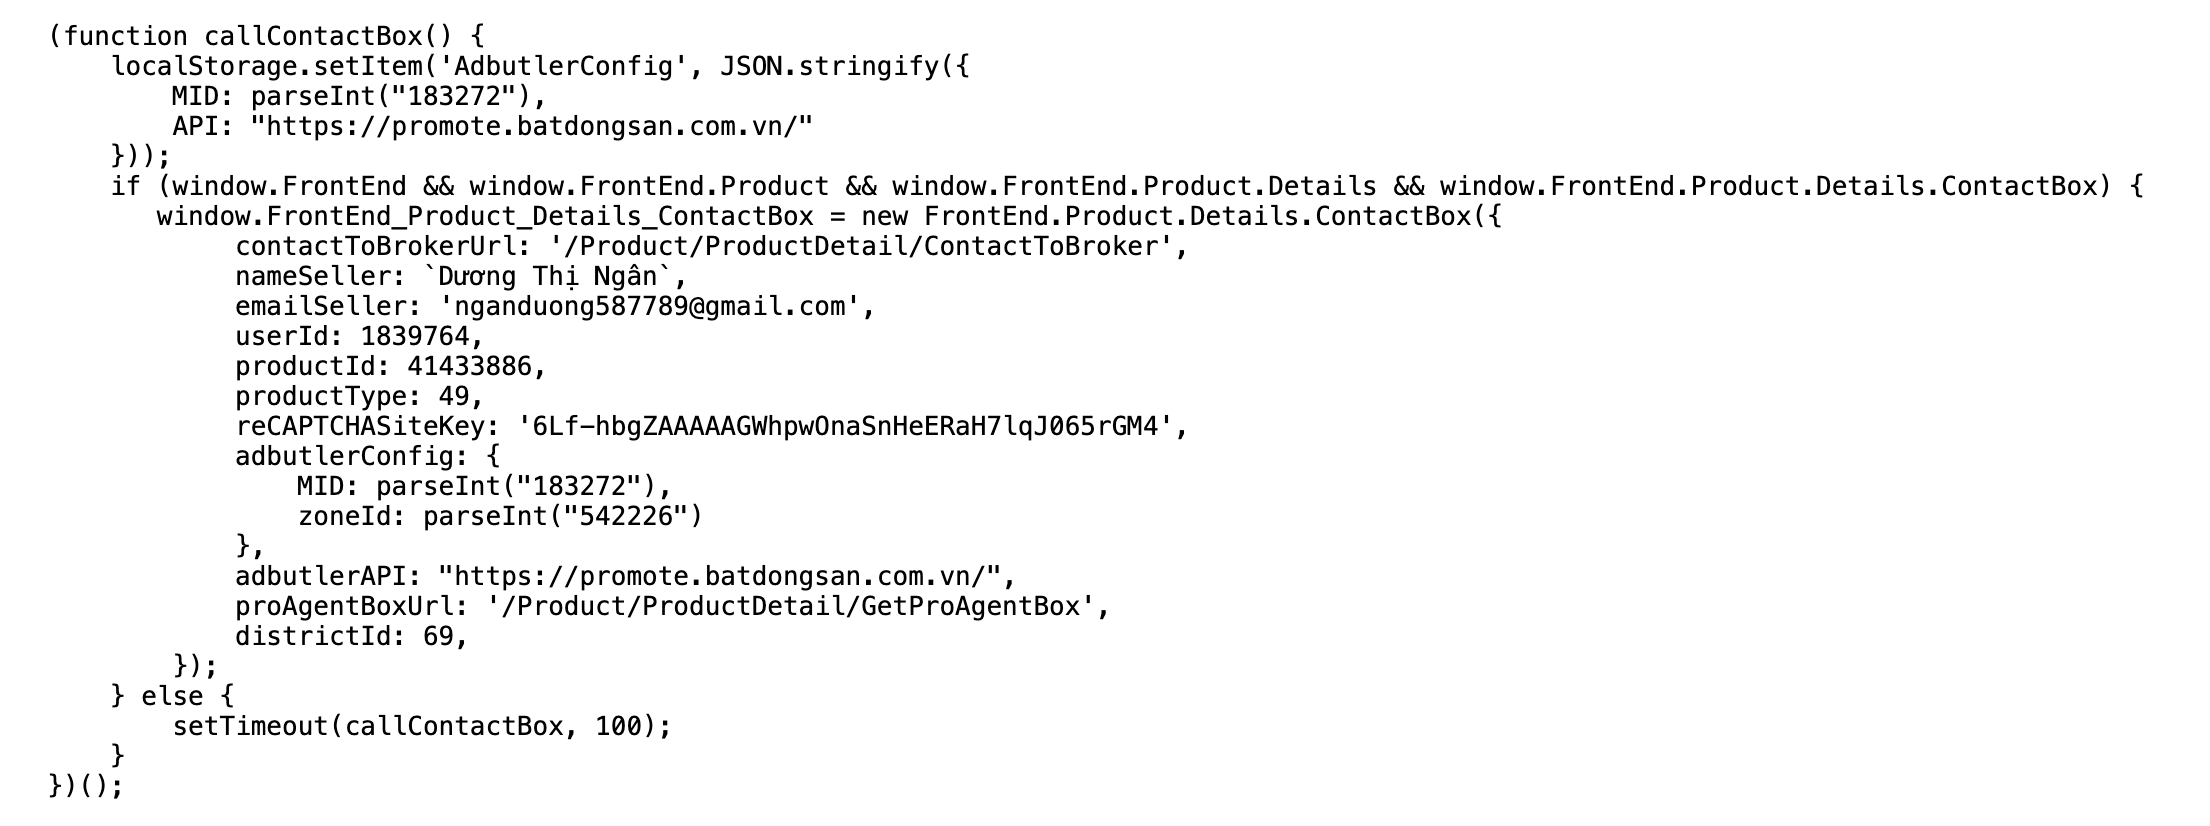 (function callContactBox() {
    localStorage.setItem('AdbutlerConfig', JSON.stringify({
        MID: parseInt("183272"),
        API: "https://promote.batdongsan.com.vn/"
    }));
    if (window.FrontEnd && window.FrontEnd.Product && window.FrontEnd.Product.Details && window.FrontEnd.Product.Details.ContactBox) {
       window.FrontEnd_Product_Details_ContactBox = new FrontEnd.Product.Details.ContactBox({
            contactToBrokerUrl: '/Product/ProductDetail/ContactToBroker',
            nameSeller: `Dương Thị Ngân`,
            emailSeller: 'nganduong587789@gmail.com',
            userId: 1839764,
            productId: 41433886,
            productType: 49,
            reCAPTCHASiteKey: '6Lf-hbgZAAAAAGWhpwOnaSnHeERaH7lqJ065rGM4',
            adbutlerConfig: {
                MID: parseInt("183272"),
                zoneId: parseInt("542226")
            },
            adbutlerAPI: "https://promote.batdongsan.com.vn/",
            proAgentBoxUrl: '/Product/ProductDetail/GetProAgentBox',
            districtId: 69,
        });
    } else {
        setTimeout(callContactBox, 100);
    }
})();